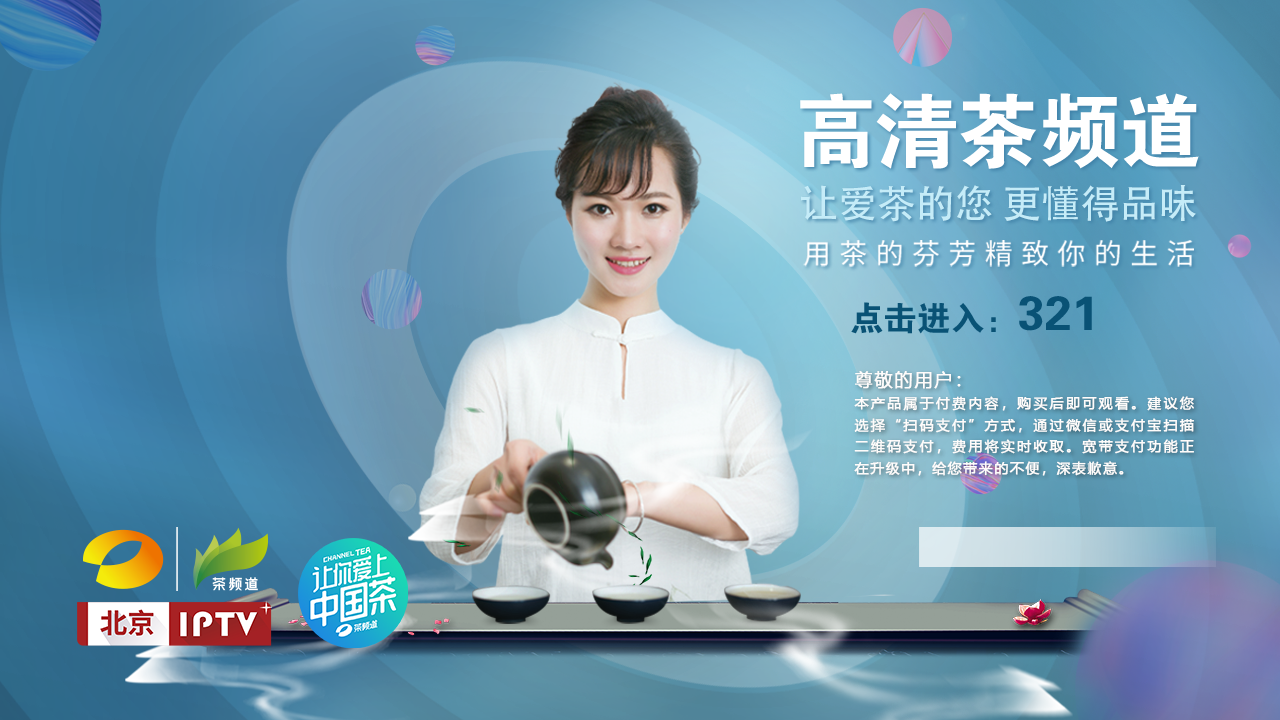 高清茶频道
让爱茶的您 更懂得品味
用茶的芬芳精致你的生活
点击进入：321
尊敬的用户：
本产品属于付费内容，购买后即可观看。建议您
选择“扫码支付”方式，通过微信或支付宝扫描
二维码支付，费用将实时收取。宽带支付功能正
在升级中，给您带来的不便，深表歉意。
茶频道
北京 IPTV+
CHANNEL TEA
让你爱上
中国茶
茶频道